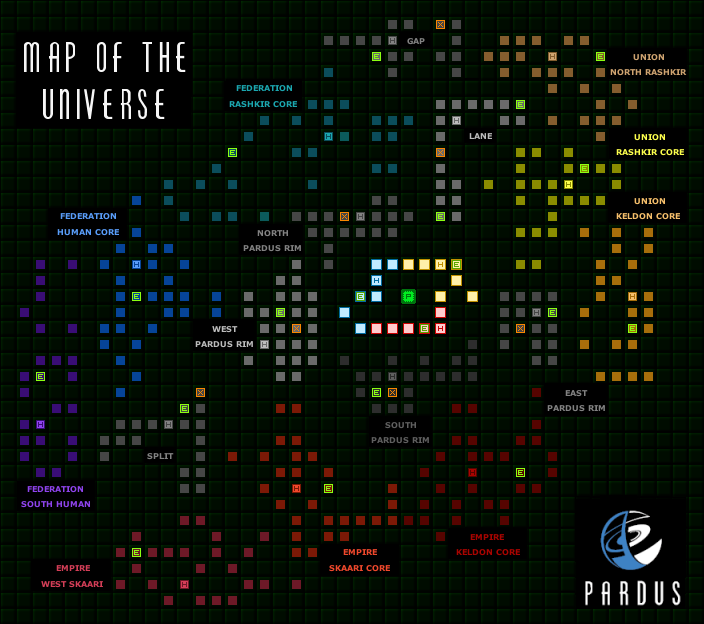 MAP OF THE
UNIVERSE
GAP
UNION
NORTH RASHKIR
FEDERATION
RASHKIR CORE
LANE
UNION
RASHKIR CORE
UNION
KELDON CORE
FEDERATION
HUMAN CORE
NORTH
PARDUS RIM
WEST
PARDUS RIM
EAST
PARDUS RIM
SOUTH
PARDUS RIM
SPLIT
FEDERATION
SOUTH HUMAN
EMPIRE
KELDON CORE
EMPIRE
SKAARI CORE
EMPIRE
WEST SKAARI
PARDUS